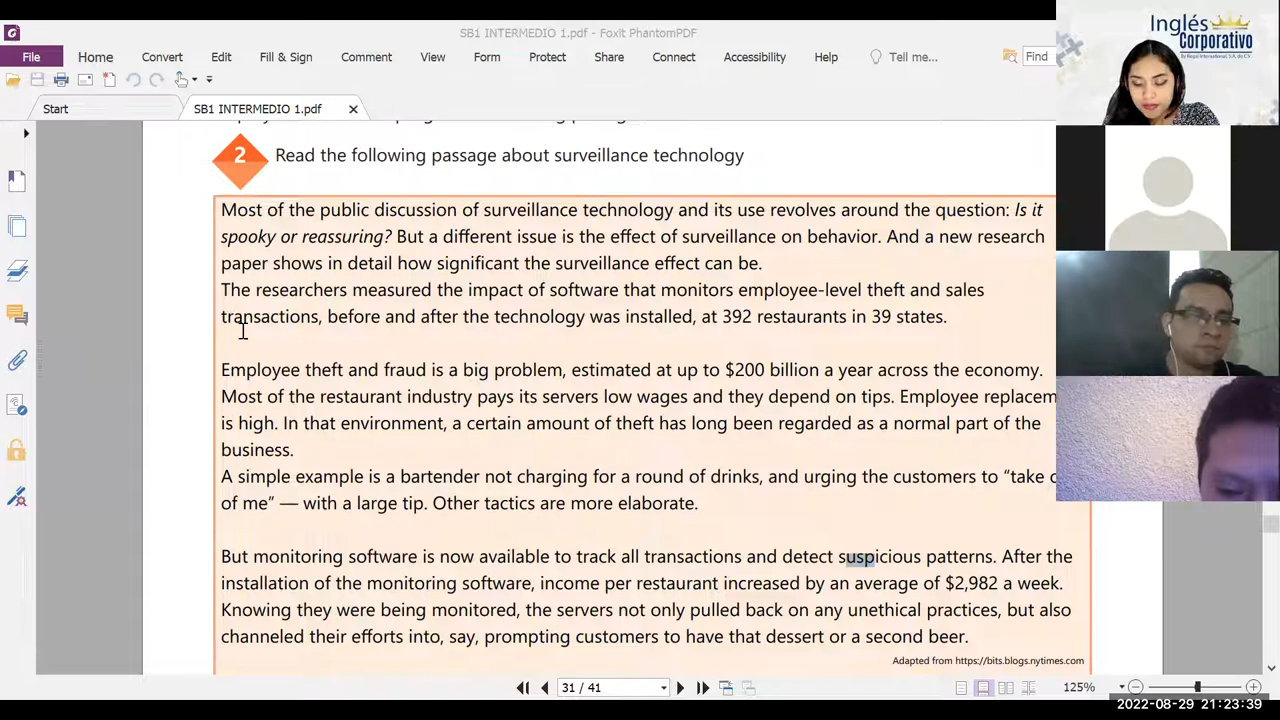 SB1 INTERMEDIO 1.pdf - Foxit PhantomPDF
File Home Convert Edit Fill & Sign Comment View Form Protect Share Connect Accessibility Help Tell me... Find
Start SB1 INTERMEDIO 1.pdf
Inglés
Corporativo
2 Read the following passage about surveillance technology
Most of the public discussion of surveillance technology and its use revolves around the question: Is it
spooky or reassuring? But a different issue is the effect of surveillance on behavior. And a new research
paper shows in detail how significant the surveillance effect can be.
The researchers measured the impact of software that monitors employee-level theft and sales
transactions, before and after the technology was installed, at 392 restaurants in 39 states.
Employee theft and fraud is a big problem, estimated at up to $200 billion a year across the economy.
Most of the restaurant industry pays its servers low wages and they depend on tips. Employee replacem
is high. In that environment, a certain amount of theft has long been regarded as a normal part of the
business.
A simple example is a bartender not charging for a round of drinks, and urging the customers to “take c
of me” — with a large tip. Other tactics are more elaborate.
But monitoring software is now available to track all transactions and detect suspicious patterns. After the
installation of the monitoring software, income per restaurant increased by an average of $2,982 a week.
Knowing they were being monitored, the servers not only pulled back on any unethical practices, but also
channeled their efforts into, say, prompting customers to have that dessert or a second beer.
Adapted from https://bits.blogs.nytimes.com
31 / 41 125%
2022-08-29 21:23:39